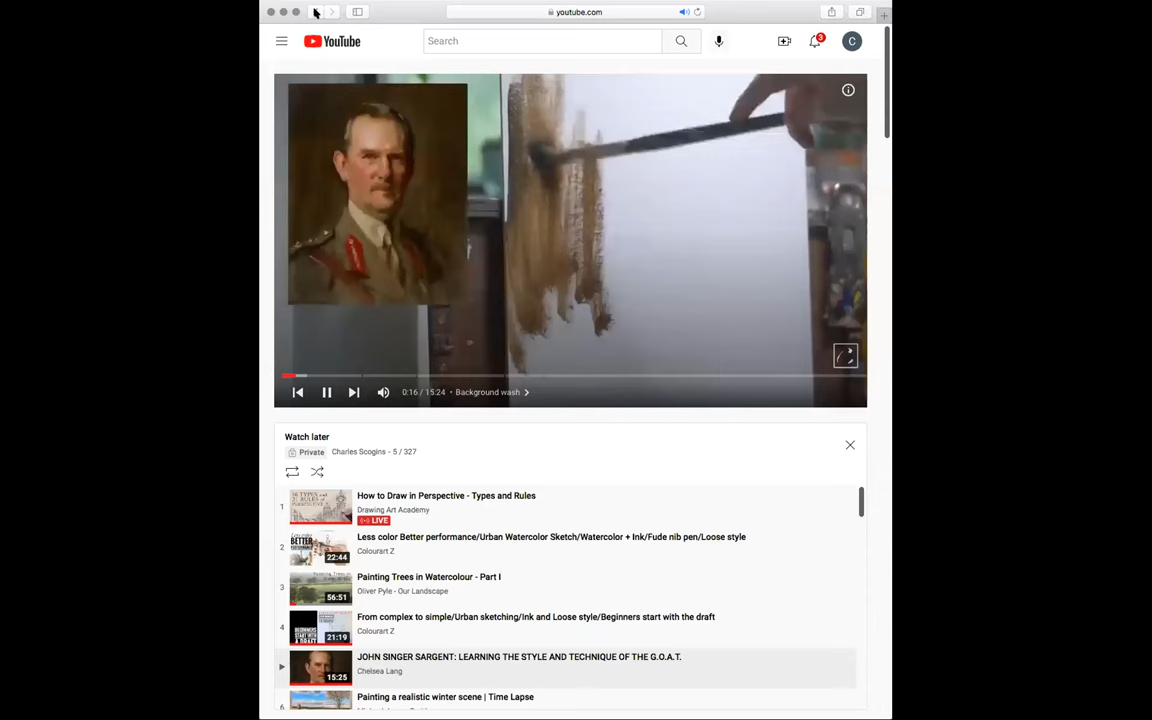 youtube.com
YouTube
Search
3
C
0:16 / 15:24 • Background wash
Watch later
Private
Charles Scogins - 5 / 327
1
How to Draw in Perspective - Types and Rules
Drawing Art Academy
LIVE
2
22:44
Less color Better performance/Urban Watercolor Sketch/Watercolor + Ink/Fude nib pen/Loose style
Colourart Z
3
56:51
Painting Trees in Watercolour - Part I
Oliver Pyle - Our Landscape
4
21:19
From complex to simple/Urban sketching/Ink and Loose style/Beginners start with the draft
Colourart Z
15:25
JOHN SINGER SARGENT: LEARNING THE STYLE AND TECHNIQUE OF THE G.O.A.T.
Chelsea Lang
6
Painting a realistic winter scene | Time Lapse